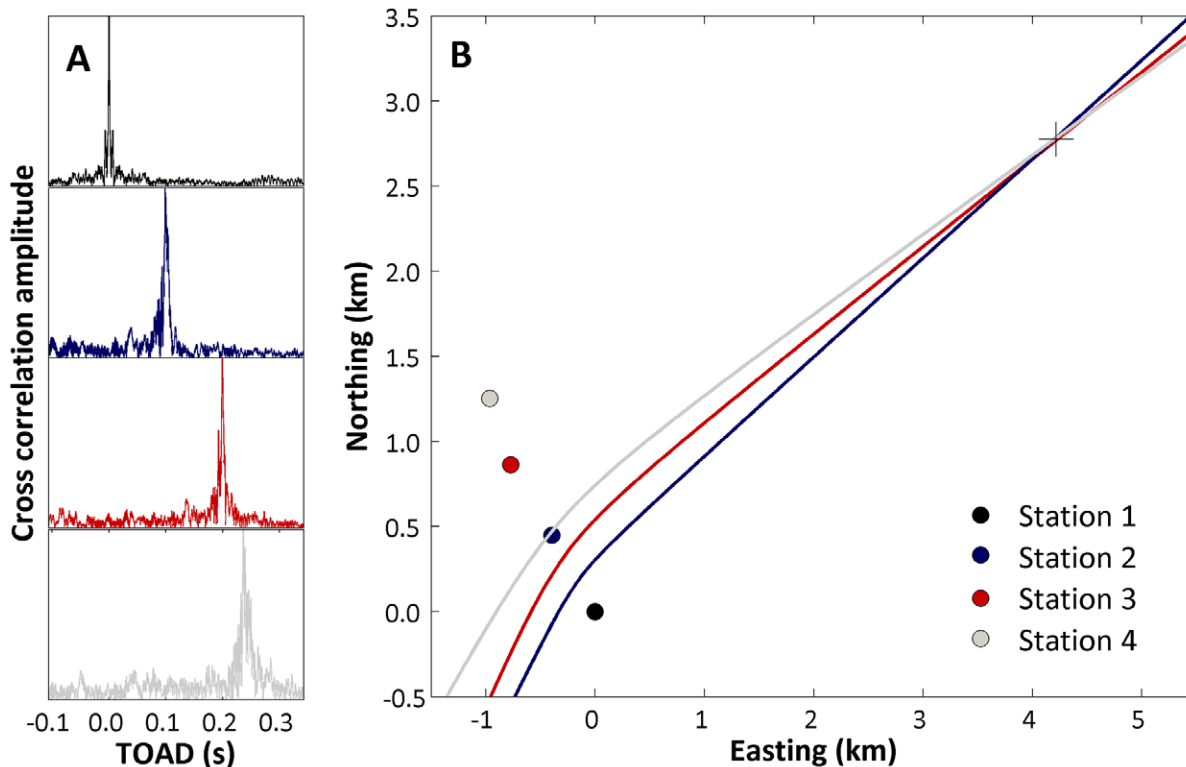 A
Cross correlation amplitude
-0.1 0.0 0.1 0.2 0.3
TOAD (s)
B
3.5
3.0
2.5
2.0
1.5
1.0
0.5
0.0
-0.5
Northing (km)
-1 0 1 2 3 4 5
Easting (km)
Station 1
Station 2
Station 3
Station 4